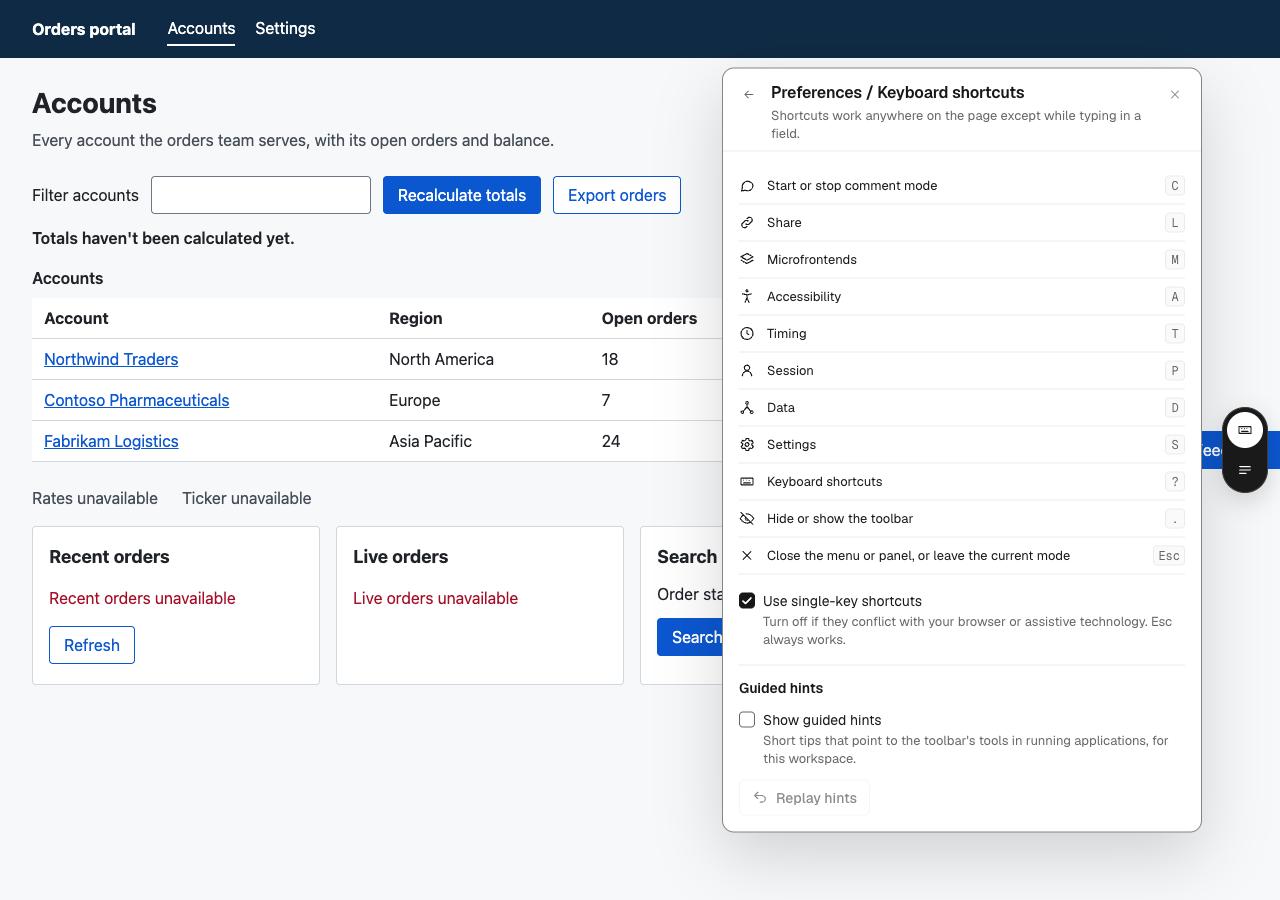 Orders portal
Accounts
Settings
Accounts
Every account the orders team serves, with its open orders and balance.
Filter accounts
Recalculate totals
Export orders
Totals haven't been calculated yet.
Accounts
Account Region Open orders
Northwind Traders North America 18
Contoso Pharmaceuticals Europe 7
Fabrikam Logistics Asia Pacific 24
Rates unavailable Ticker unavailable
Recent orders
Recent orders unavailable
Refresh
Live orders
Live orders unavailable
Search
Order
Search
Preferences / Keyboard shortcuts
Shortcuts work anywhere on the page except while typing in a
field.
Start or stop comment mode C
Share L
Microfrontends M
Accessibility A
Timing T
Session P
Data D
Settings S
Keyboard shortcuts ?
Hide or show the toolbar .
Close the menu or panel, or leave the current mode Esc
Use single-key shortcuts
Turn off if they conflict with your browser or assistive technology. Esc
always works.
Guided hints
Show guided hints
Short tips that point to the toolbar's tools in running applications, for
this workspace.
Replay hints